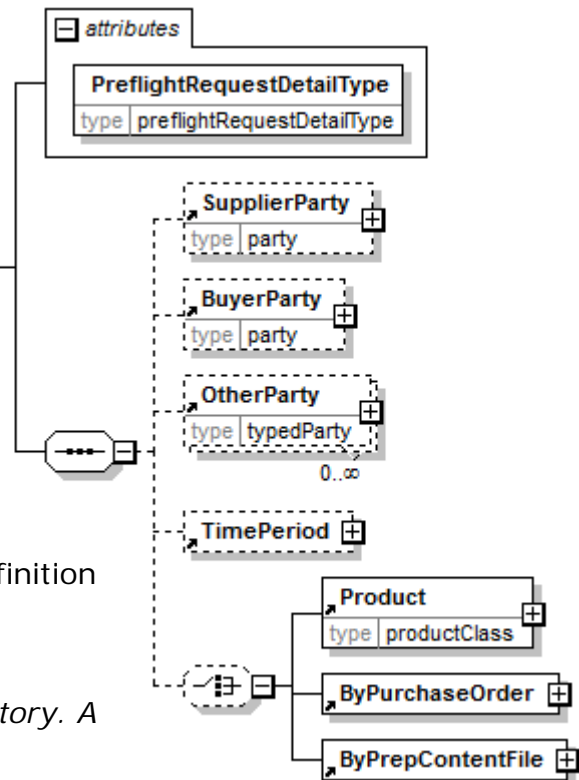 attributes
PreflightRequestDetailType
type preflightRequestDetailType
SupplierParty
type party
BuyerParty
type party
OtherParty
type typedParty
0..∞
TimePeriod
finition
Product
type productClass
ByPurchaseOrder
tory. A
ByPrepContentFile